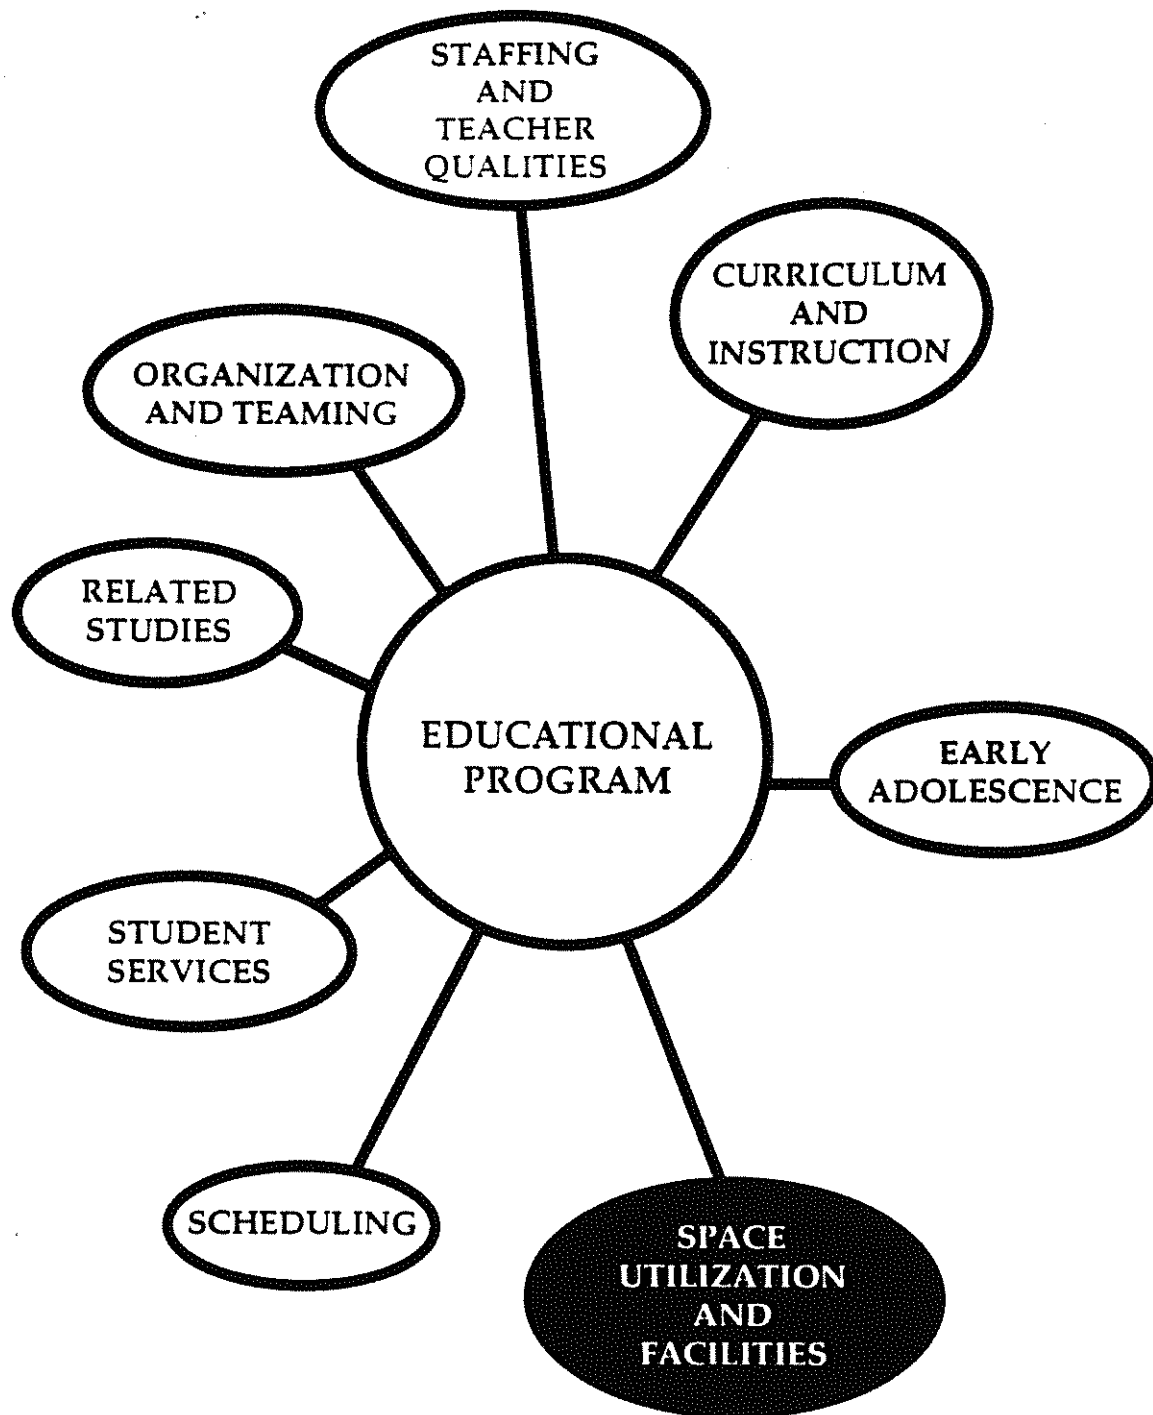 STAFFING
AND
TEACHER
QUALITIES
CURRICULUM
AND
INSTRUCTION
ORGANIZATION
AND TEAMING
RELATED
STUDIES
EDUCATIONAL
PROGRAM
EARLY
ADOLESCENCE
STUDENT
SERVICES
SCHEDULING
SPACE
UTILIZATION
AND
FACILITIES